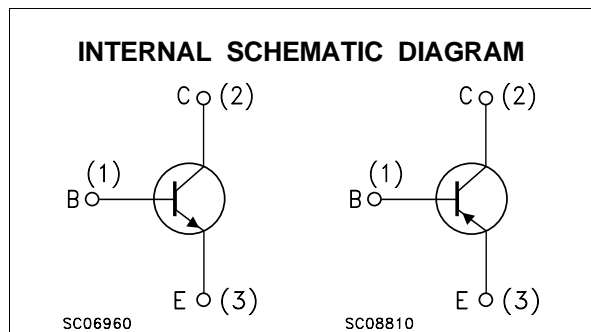 INTERNAL SCHEMATIC DIAGRAM
C (2)
C (2)
(1)
(1)
B
B
E (3)
E (3)
SC06960
SC08810